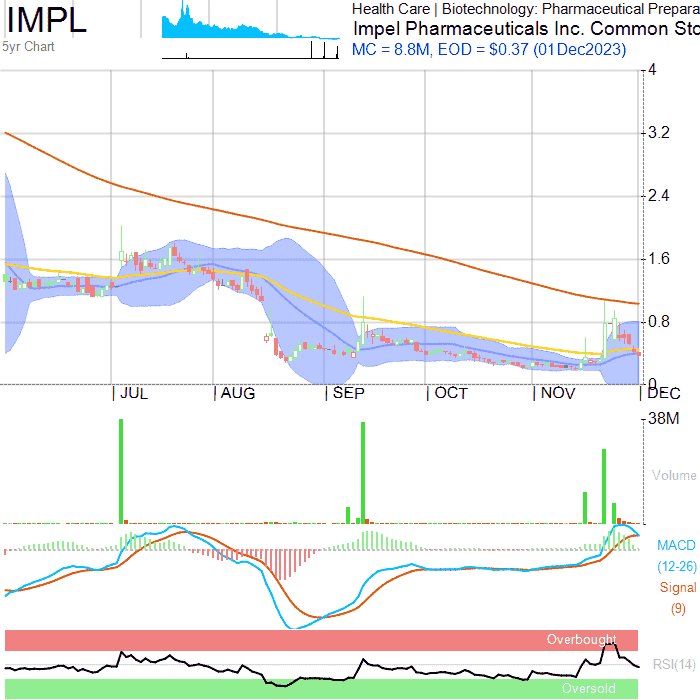 IMPL
5yr Chart
Health Care | Biotechnology: Pharmaceutical Prepara
Impel Pharmaceuticals Inc. Common Sto
MC = 8.8M, EOD = $0.37 (01Dec2023)
4
3.2
2.4
1.6
0.8
0
JUL
AUG
SEP
OCT
NOV
DEC
38M
Volume
MACD
(12-26)
Signal
(9)
Overbought
RSI(14)
Oversold